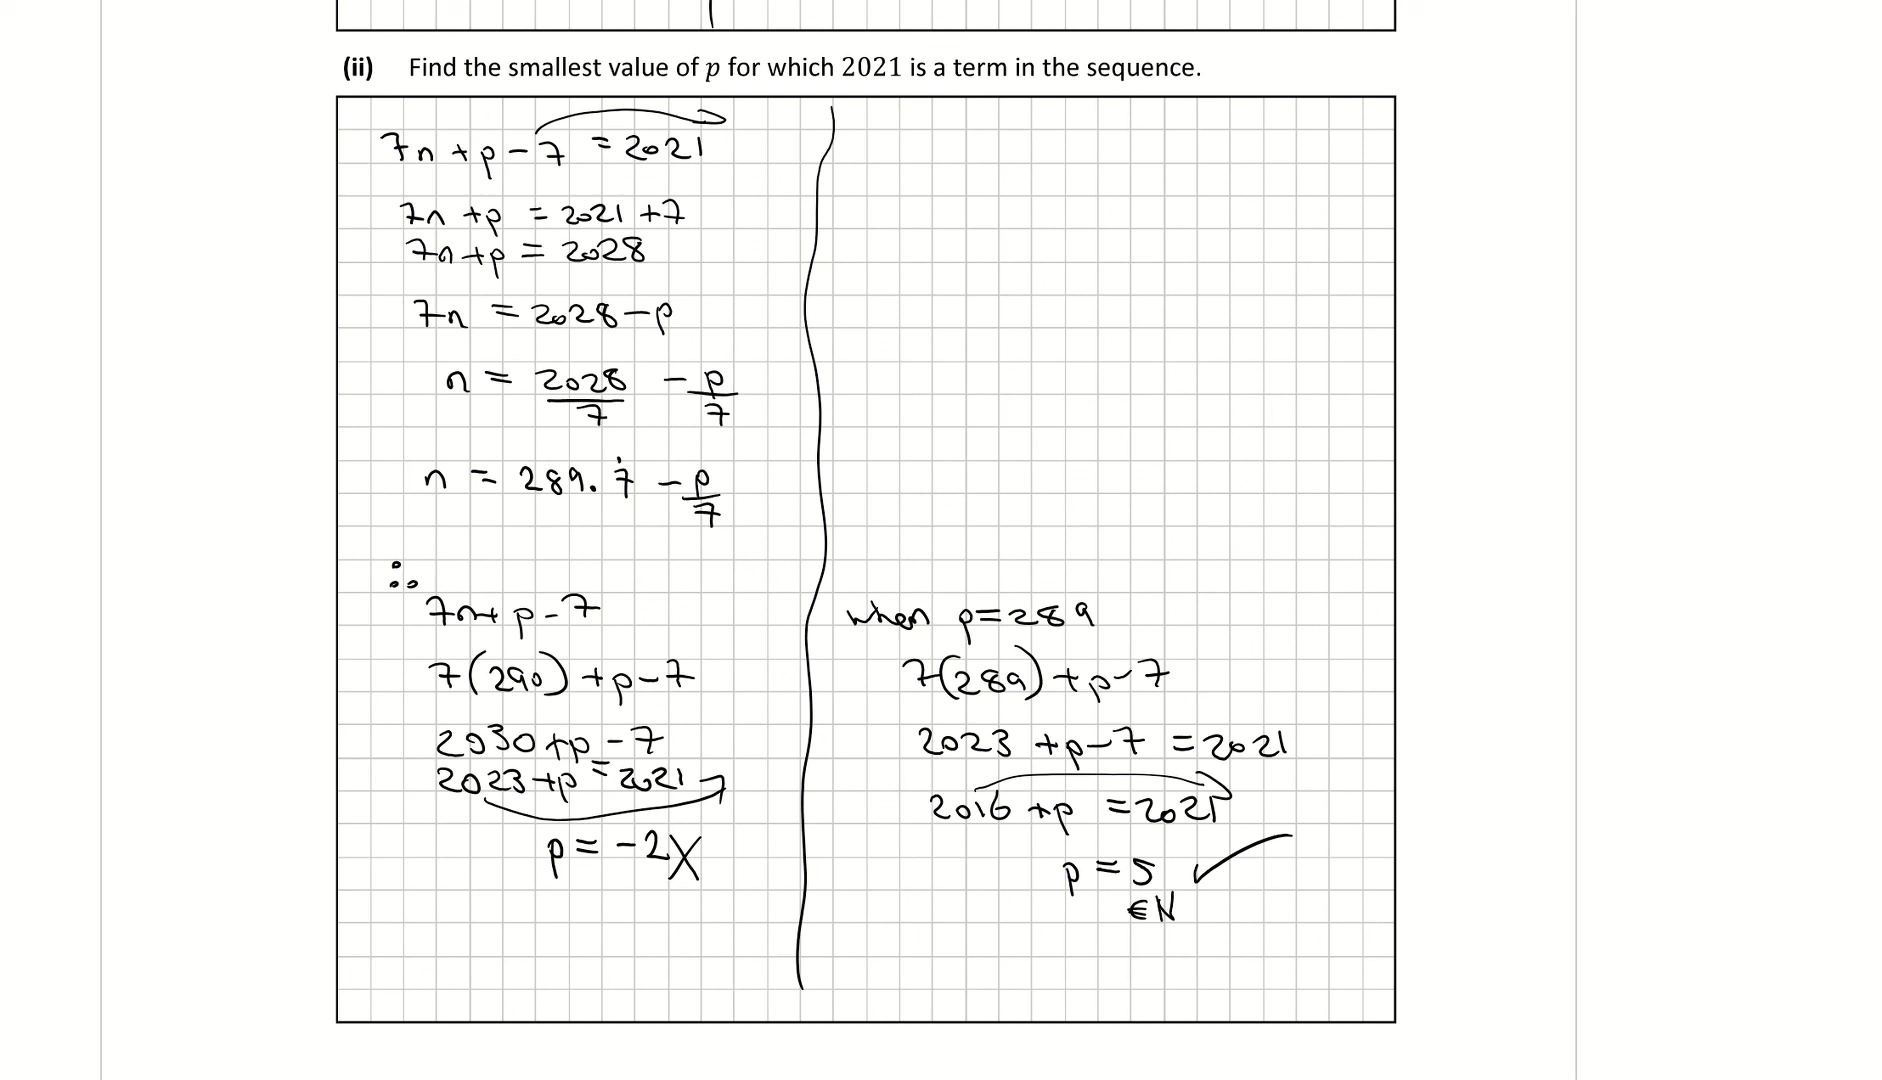 (ii) Find the smallest value of p for which 2021 is a term in the sequence.
7n + p - 7 = 2021
7n + p = 2021 + 7
7n + p = 2028
7n = 2028 - p
n = 2028/7 - p/7
n = 289.7̇ - p/7
∴
7n + p - 7
7(290) + p - 7
2030 + p - 7
2023 + p = 2021
p = -2 X
when p = 289
7(289) + p - 7
2023 + p - 7 = 2021
2016 + p = 2021
p = 5 ✓
∈ N